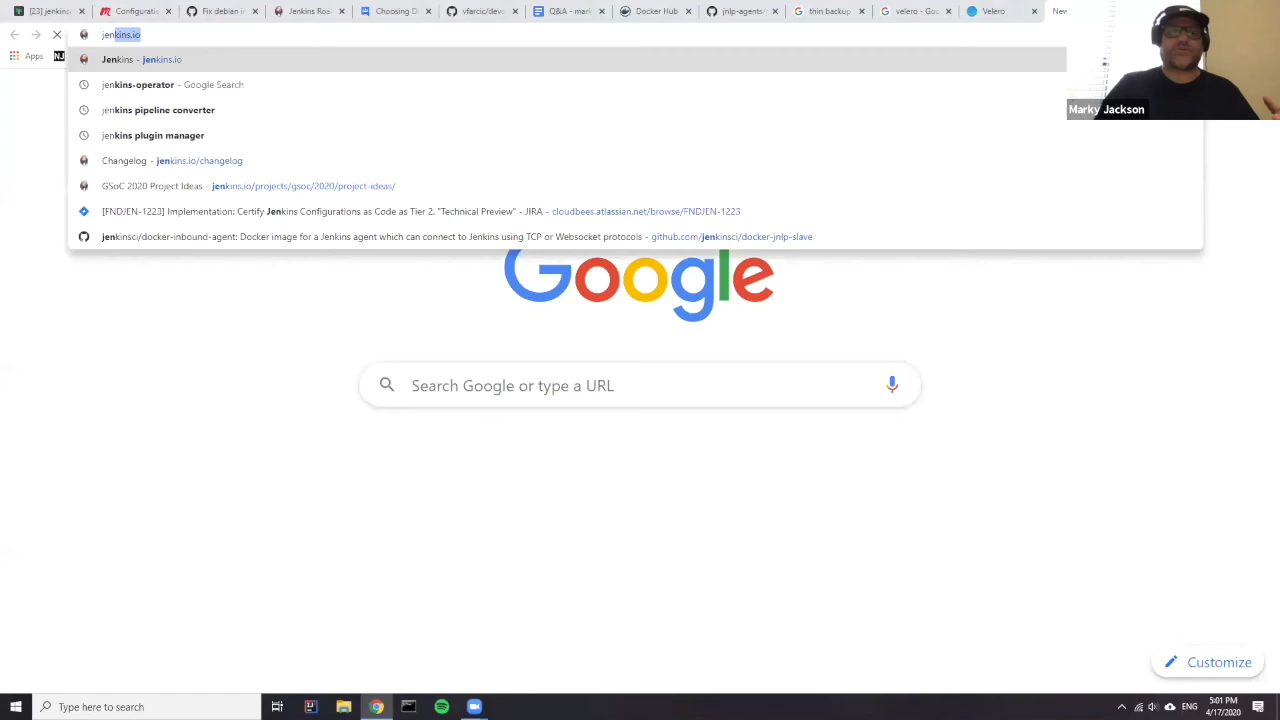 [23] jenkins
Configuratio
Fix debian in
Jenkins Roa
Choosing D
vfarcic/devo
Q&A - mark
Docker Hub
jnlp-agents/
thin backup
velero - Goo
Velero
New
jenkins.io
Apps
Jenkins - jenkins.io
jenkins-operator - Google Search
jenkins pipeline converter
jenkins plugin manager
Changelog - jenkins.io/changelog
GSoC 2020 Project Ideas - jenkins.io/projects/gsoc/2020/project-ideas/
[FNDJEN-1223] Implementation: Certify Jenkins Configurations as Code as Tier 2, "Technical Preview" - JIRA - cloudbees.atlassian.net/browse/FNDJEN-1223
jenkinsci/docker-inbound-agent: Docker image for a Jenkins agent which can connect to Jenkins using TCP or Websocket protocols - github.com/jenkinsci/docker-jnlp-slave
Marky Jackson
Google
Search Google or type a URL
Customize
Type here to search
ENG
5:01 PM
4/17/2020